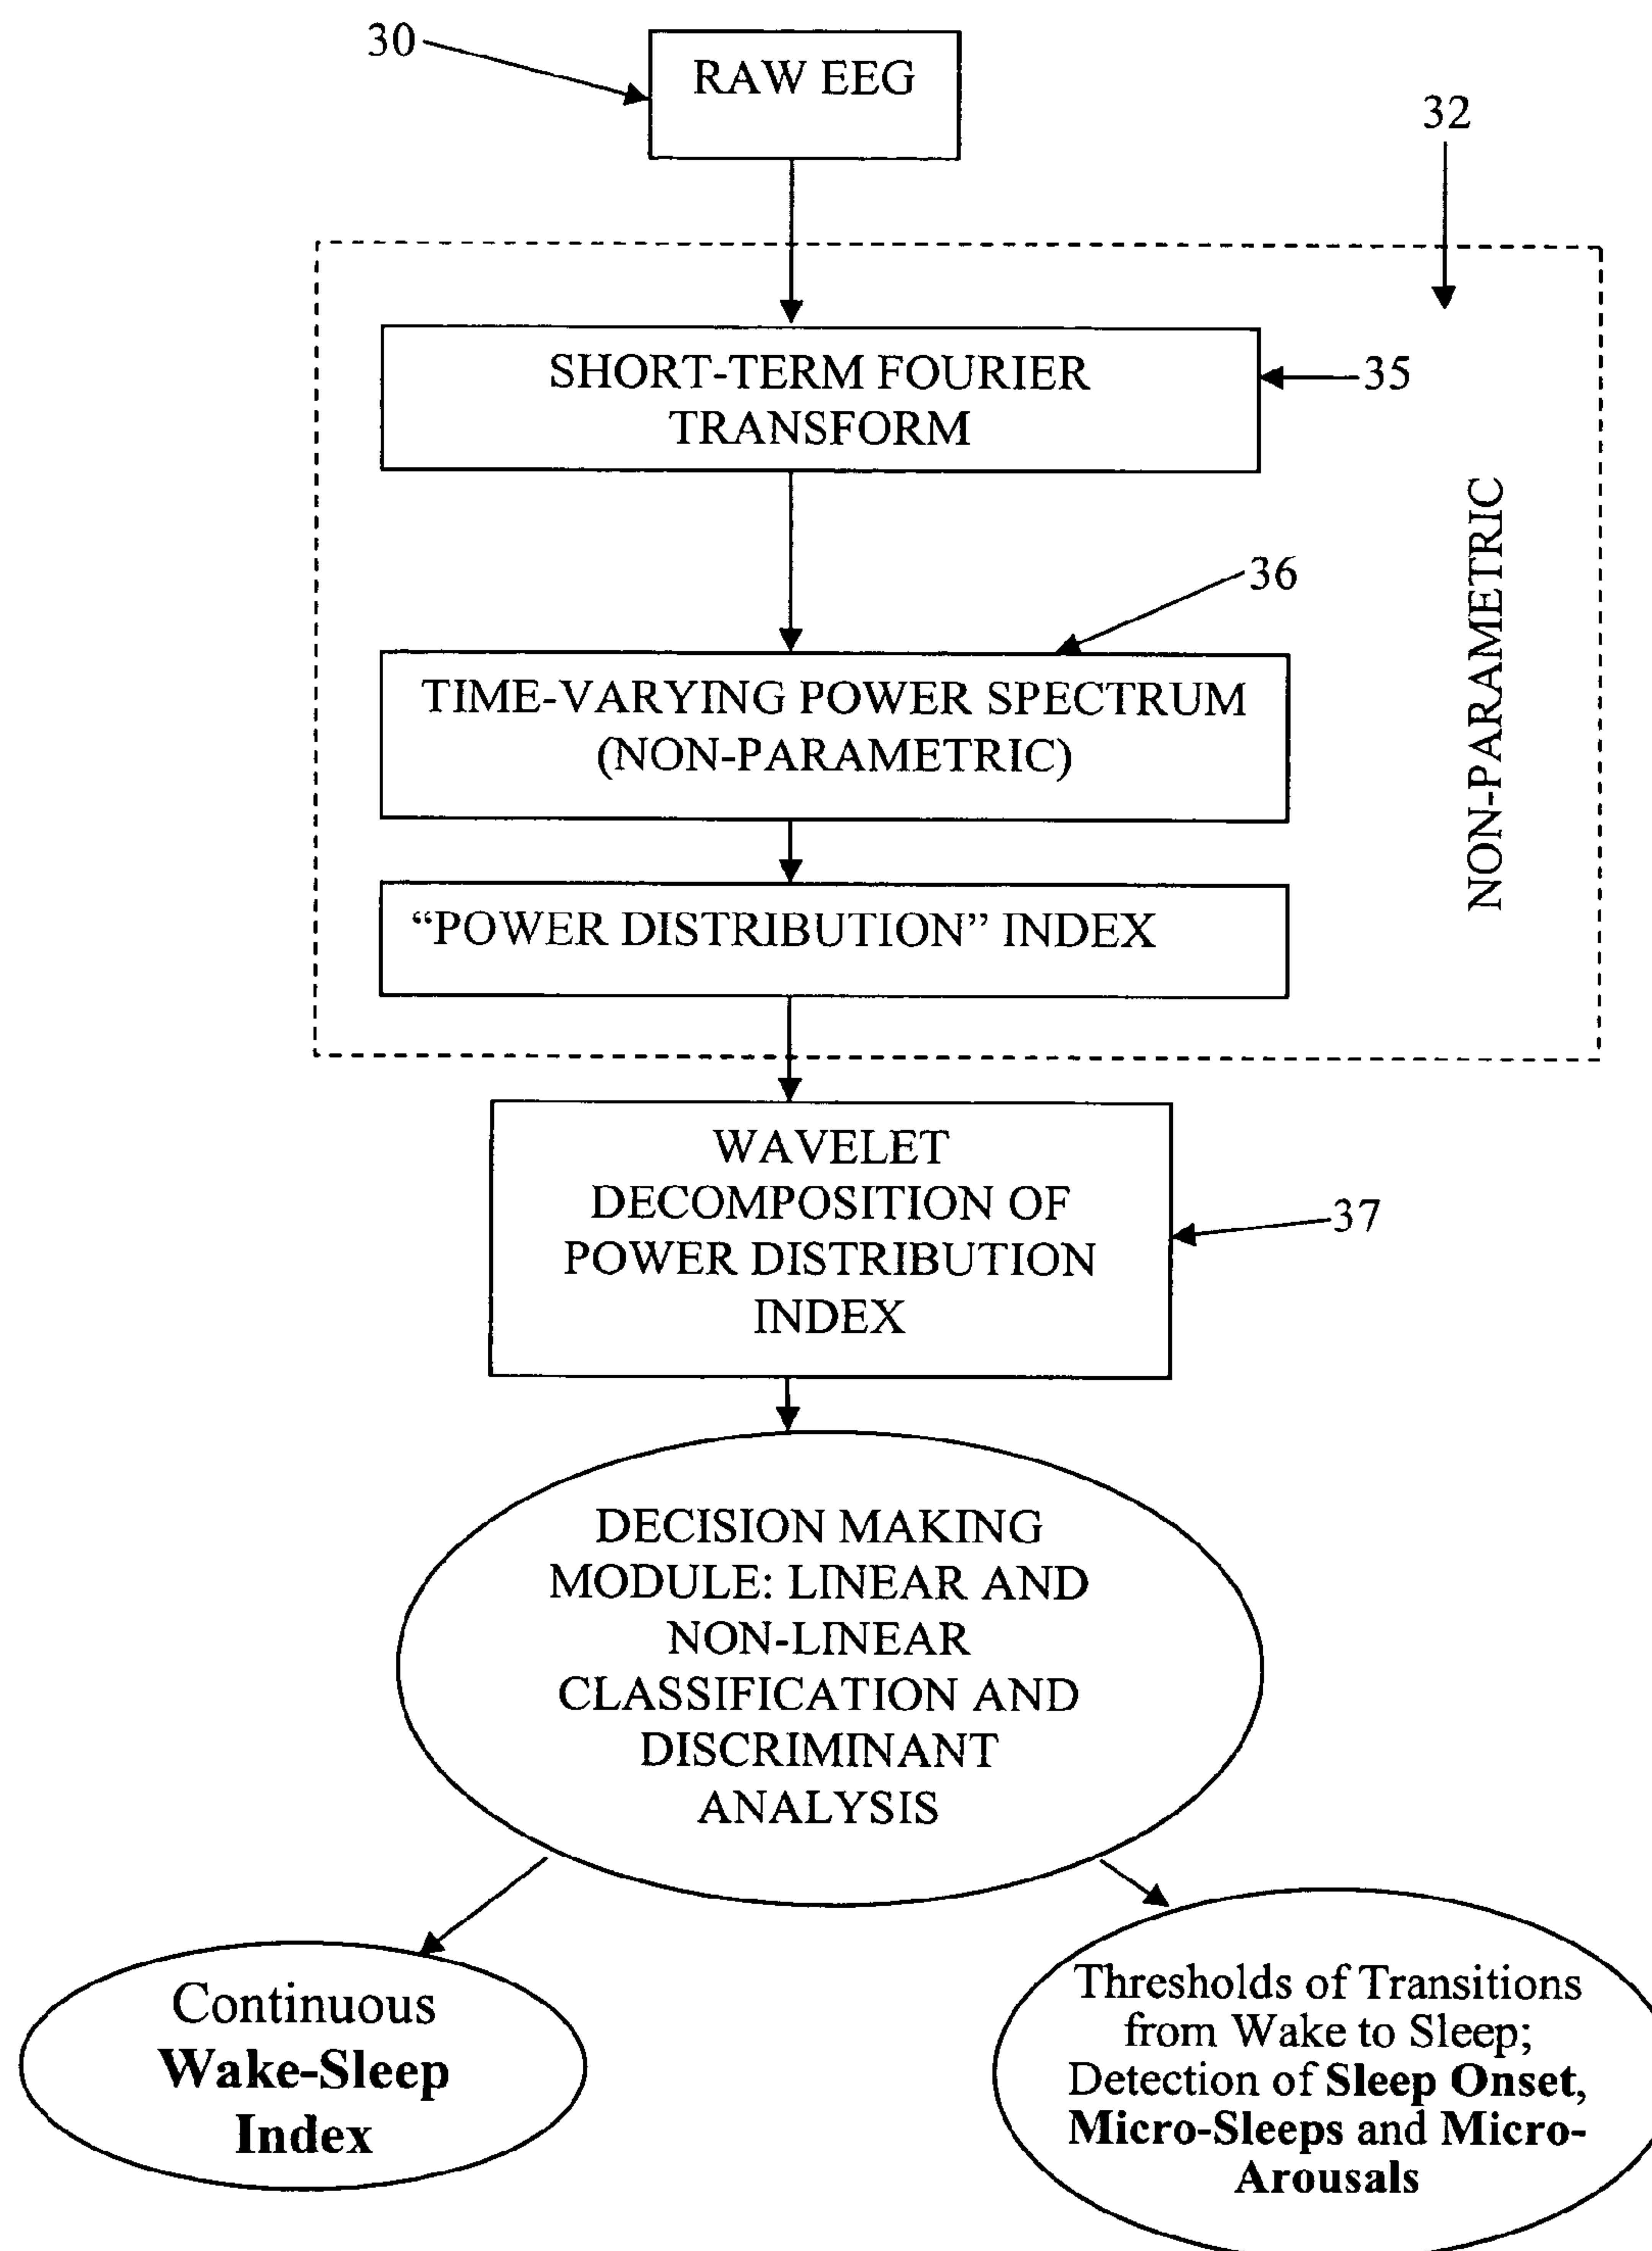 30
RAW EEG
32
SHORT-TERM FOURIER
TRANSFORM
35
36
TIME-VARYING POWER SPECTRUM
(NON-PARAMETRIC)
NON-PARAMETRIC
“POWER DISTRIBUTION” INDEX
WAVELET
DECOMPOSITION OF
POWER DISTRIBUTION
INDEX
37
DECISION MAKING
MODULE: LINEAR AND
NON-LINEAR
CLASSIFICATION AND
DISCRIMINANT
ANALYSIS
Continuous
Wake-Sleep
Index
Thresholds of Transitions
from Wake to Sleep;
Detection of Sleep Onset,
Micro-Sleeps and Micro-
Arousals